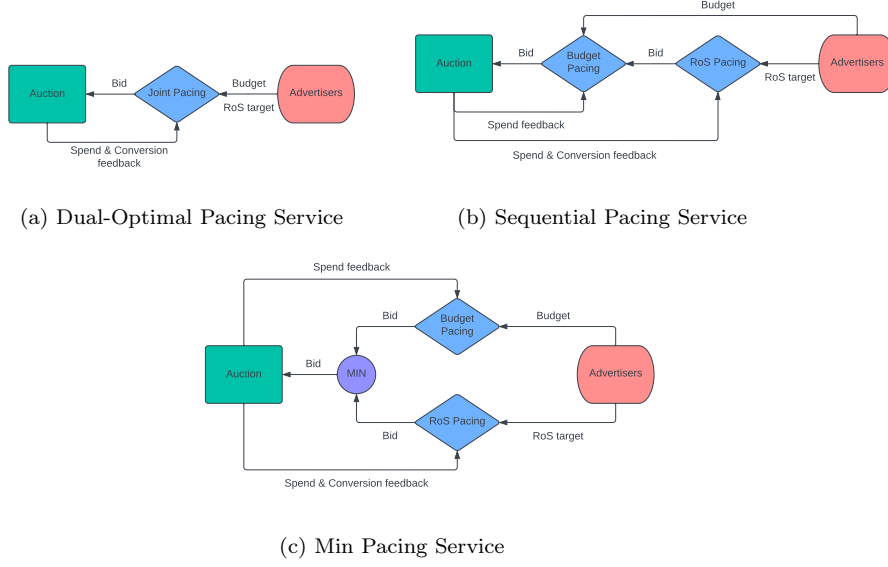 Auction
Bid
Joint Pacing
Budget
RoS target
Advertisers
Spend & Conversion
feedback
(a) Dual-Optimal Pacing Service
Budget
Auction
Bid
Budget
Pacing
Bid
RoS Pacing
RoS target
Advertisers
Spend feedback
Spend & Conversion feedback
(b) Sequential Pacing Service
Spend feedback
Bid
Budget
Pacing
Budget
Auction
Bid
MIN
Advertisers
Bid
RoS Pacing
RoS target
Spend & Conversion feedback
(c) Min Pacing Service